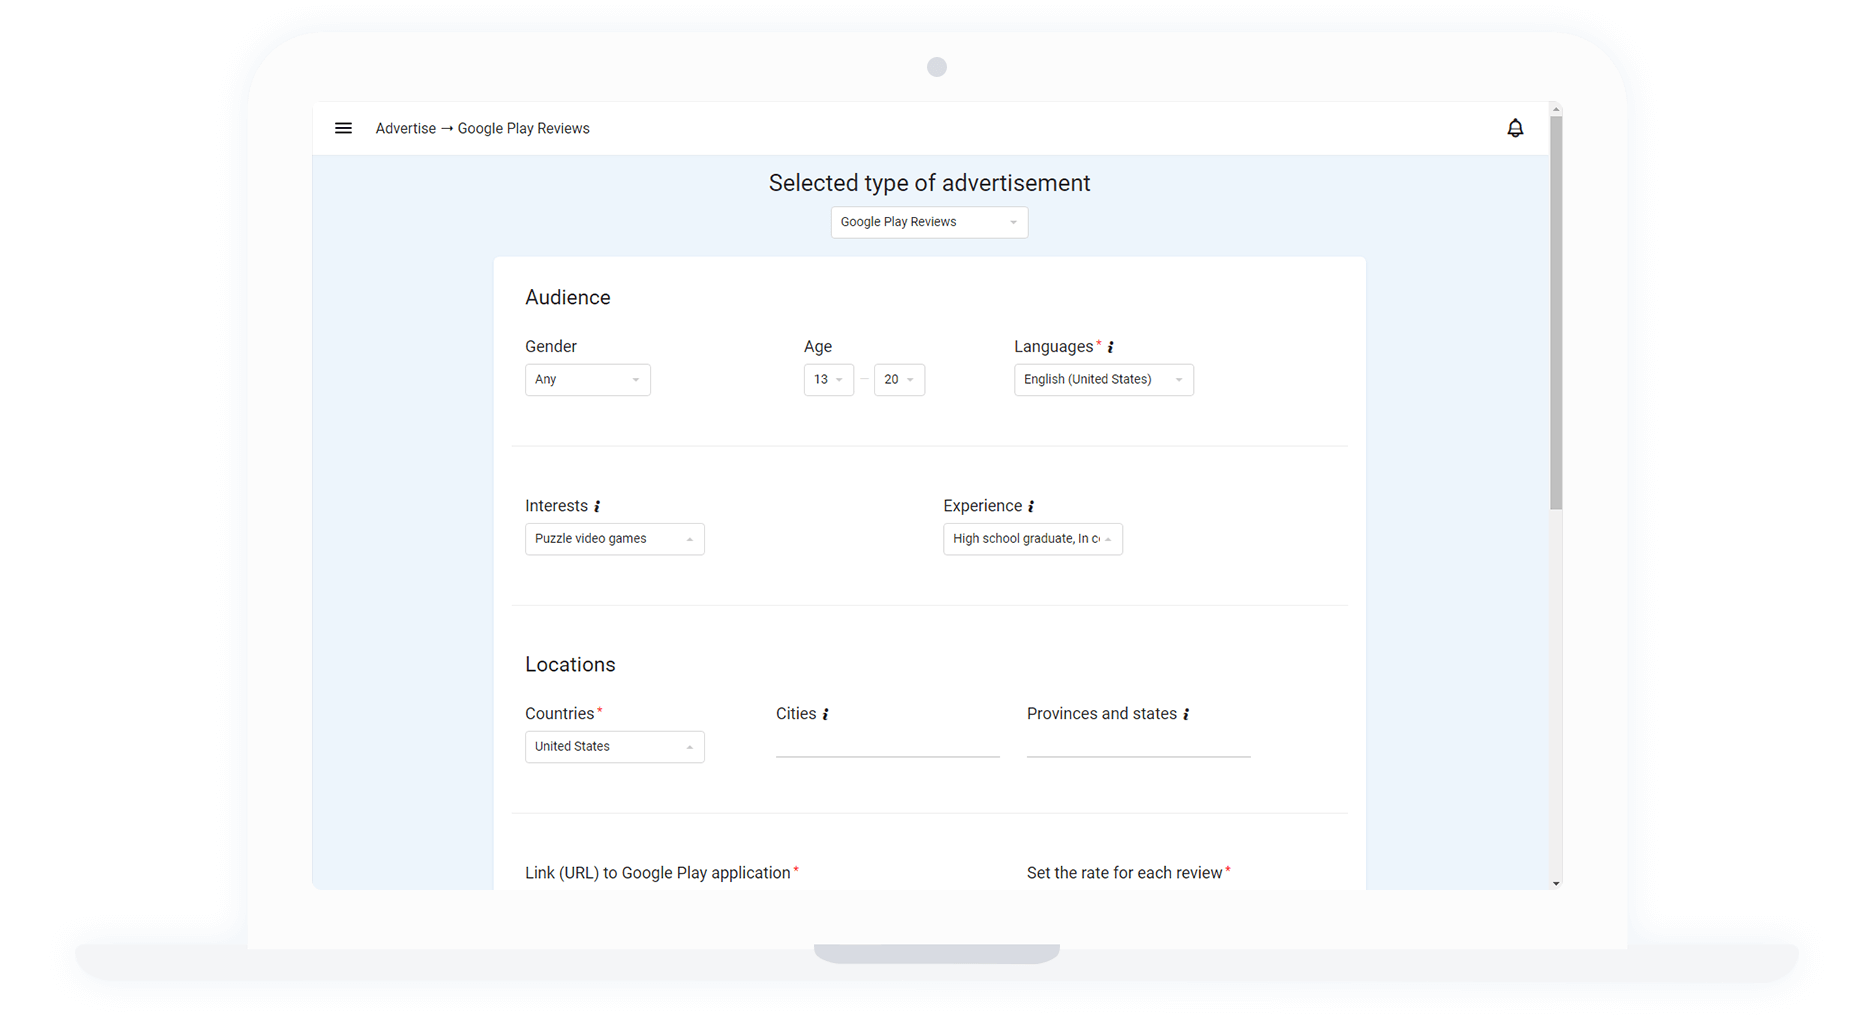 Advertise → Google Play Reviews
Selected type of advertisement
Google Play Reviews
Audience
Gender Age Languages* i
Any 13 – 20 English (United States)
Interests i Experience i
Puzzle video games High school graduate, In
Locations
Countries* Cities i Provinces and states i
United States
Link (URL) to Google Play application* Set the rate for each review*